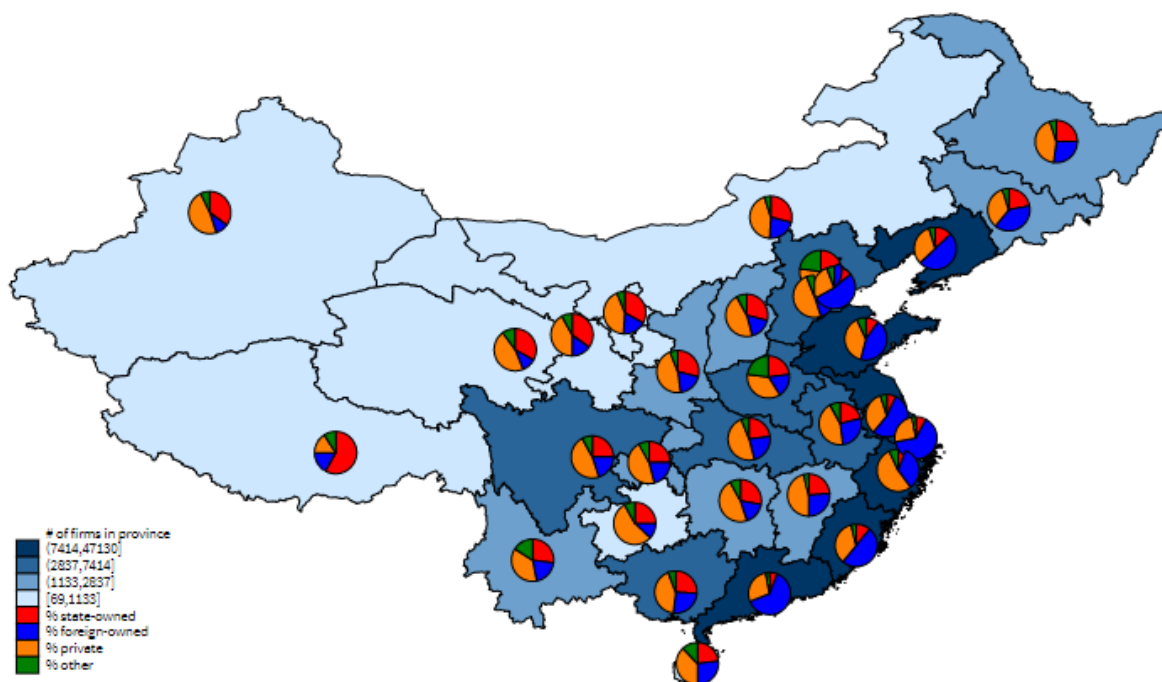 # of firms in province
(7414,47130]
(2837,7414]
(1133,2837]
[69,1133]
% state-owned
% foreign-owned
% private
% other